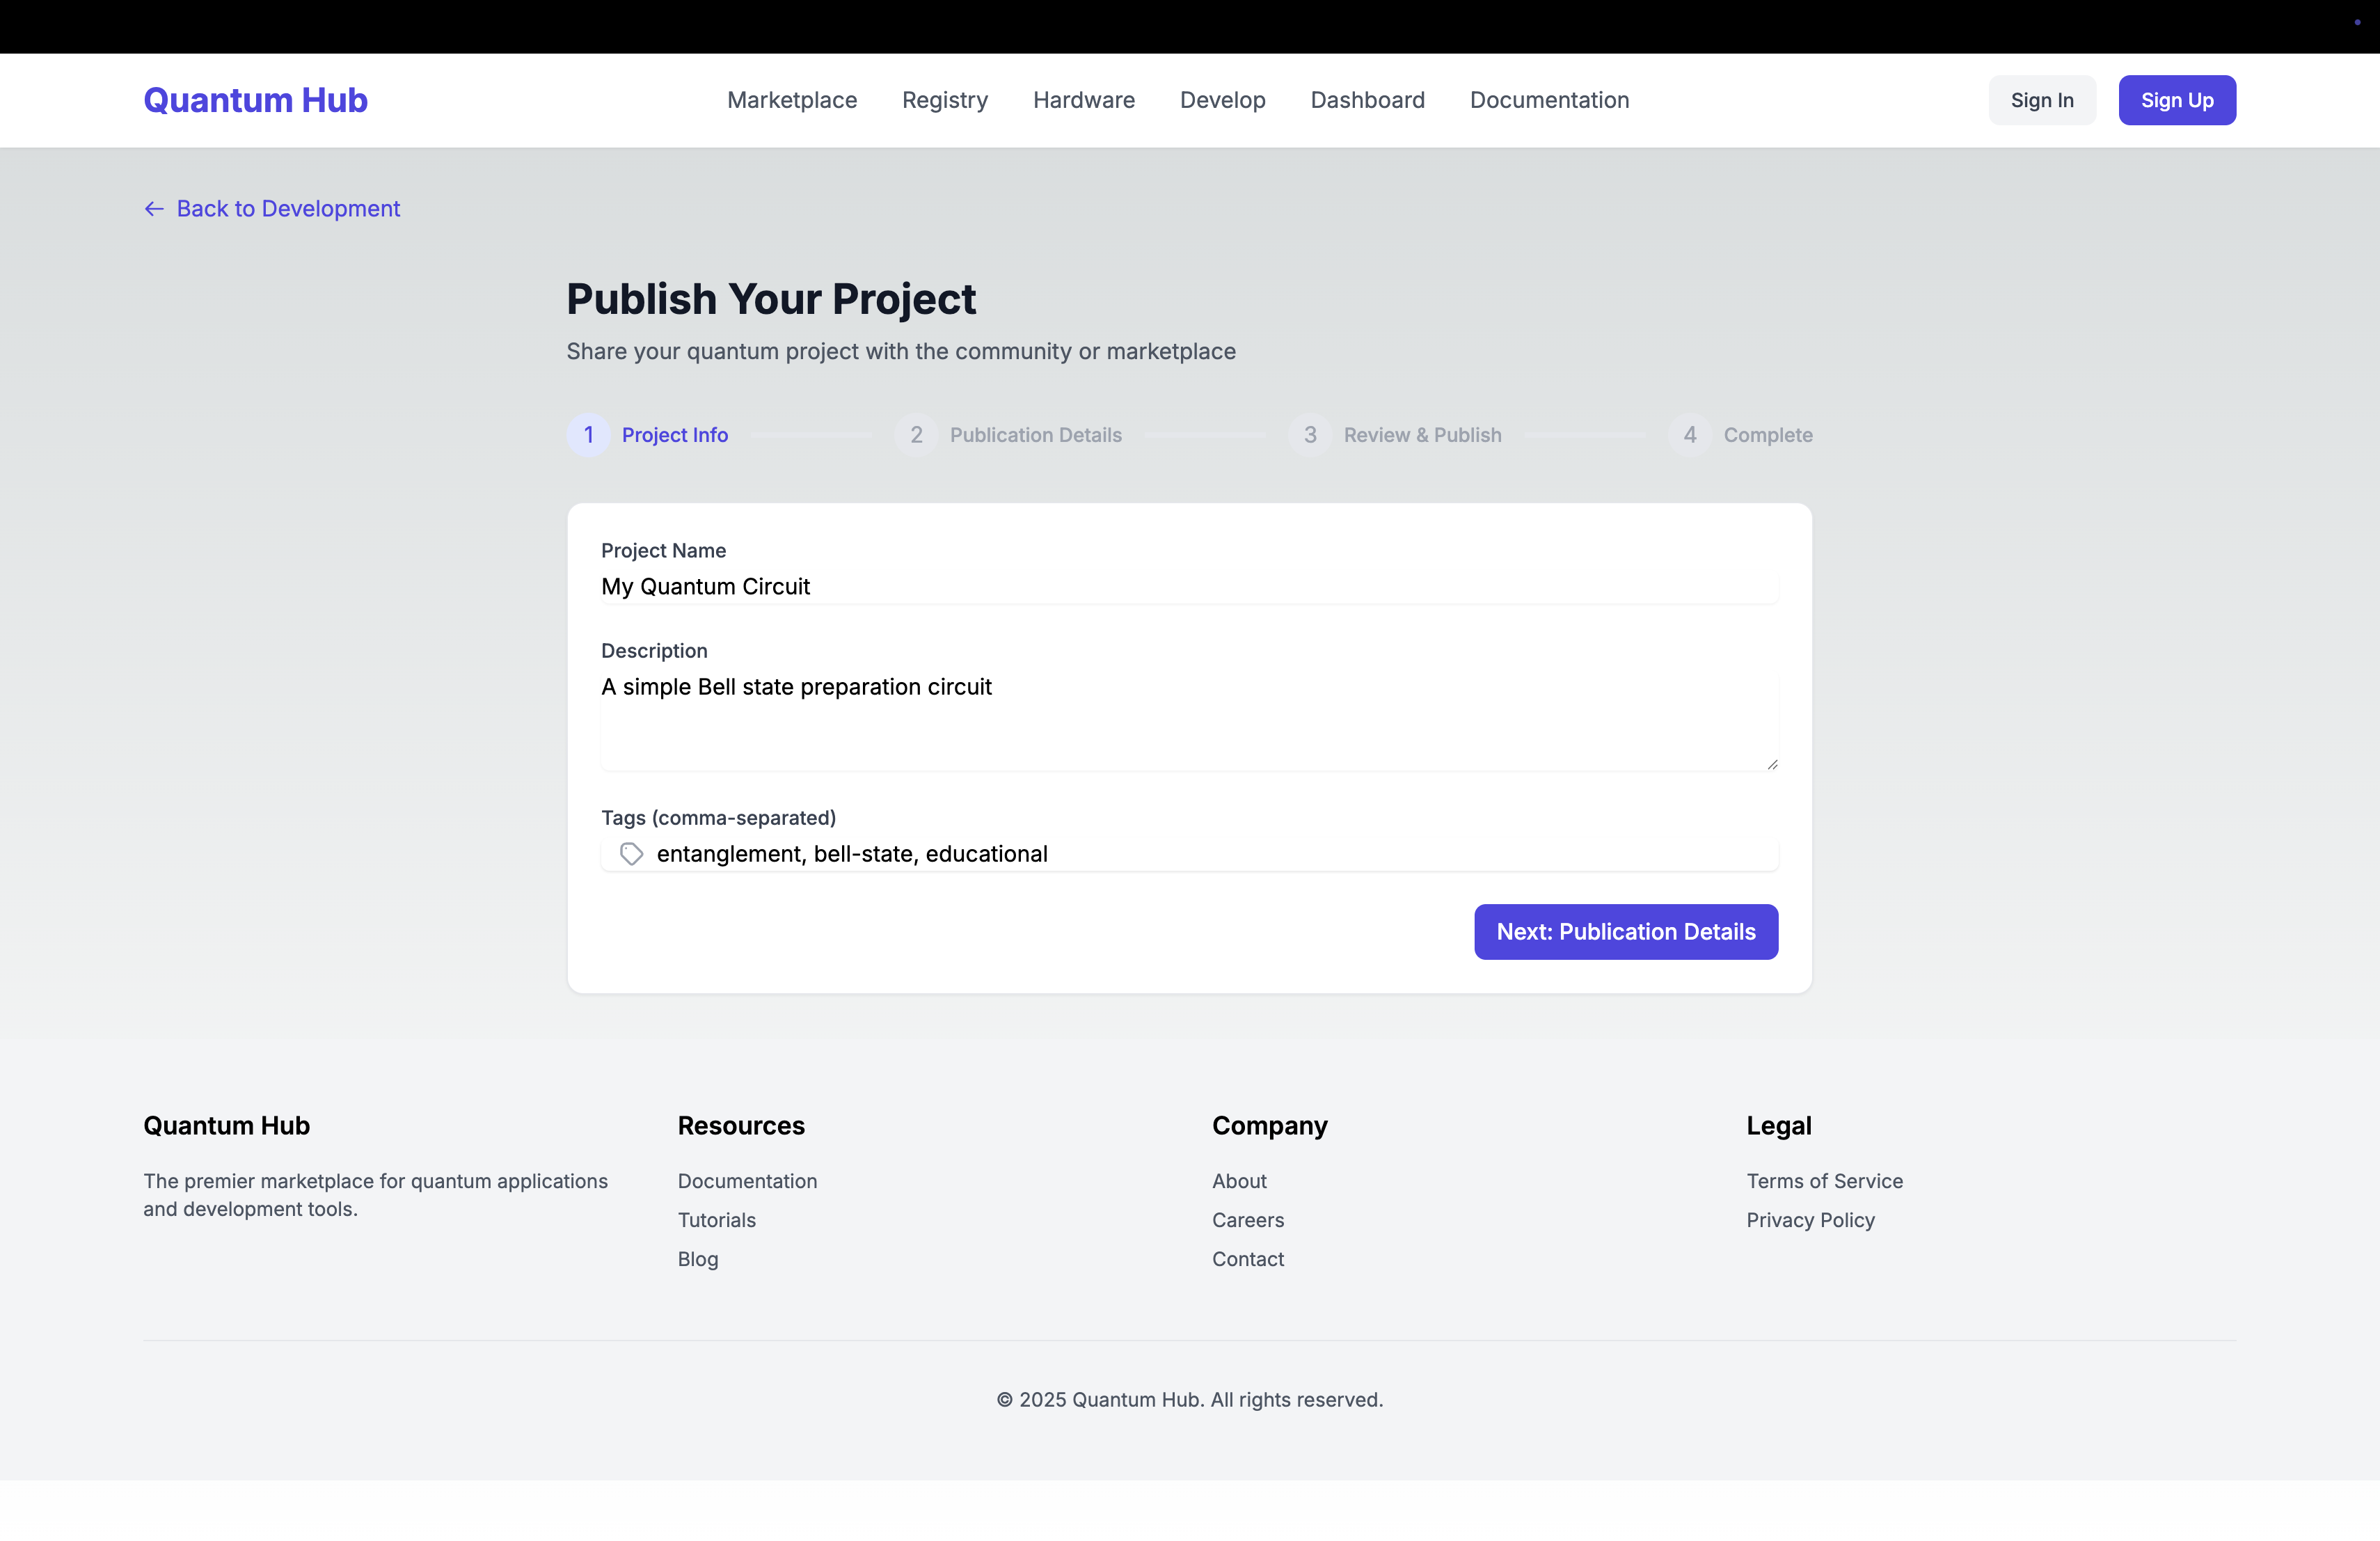 Quantum Hub
Marketplace
Registry
Hardware
Develop
Dashboard
Documentation
Sign In
Sign Up
← Back to Development
Publish Your Project
Share your quantum project with the community or marketplace
1 Project Info
2 Publication Details
3 Review & Publish
4 Complete
Project Name
My Quantum Circuit
Description
A simple Bell state preparation circuit
Tags (comma-separated)
entanglement, bell-state, educational
Next: Publication Details
Quantum Hub
The premier marketplace for quantum applications
and development tools.
Resources
Documentation
Tutorials
Blog
Company
About
Careers
Contact
Legal
Terms of Service
Privacy Policy
© 2025 Quantum Hub. All rights reserved.